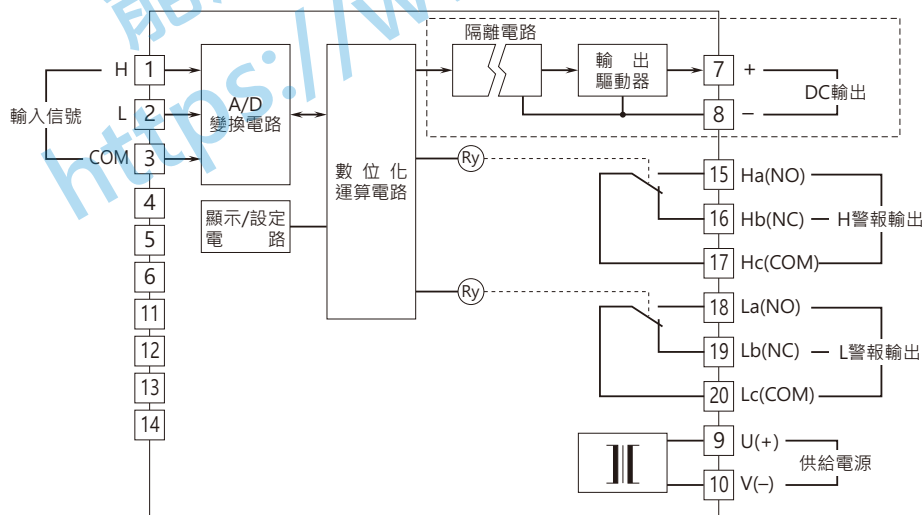 https://w
隔離電路
輸出
驅動器
H
1
7
+
L
2
8
−
DC輸出
輸入信號
COM
3
A/D
變換電路
數位化
運算電路
Ry
15
Ha(NO)
4
16
Hb(NC)
H警報輸出
5
顯示/設定
電路
17
Hc(COM)
6
Ry
18
La(NO)
11
12
19
Lb(NC)
L警報輸出
13
20
Lc(COM)
14
9
U(+)
供給電源
10
V(−)